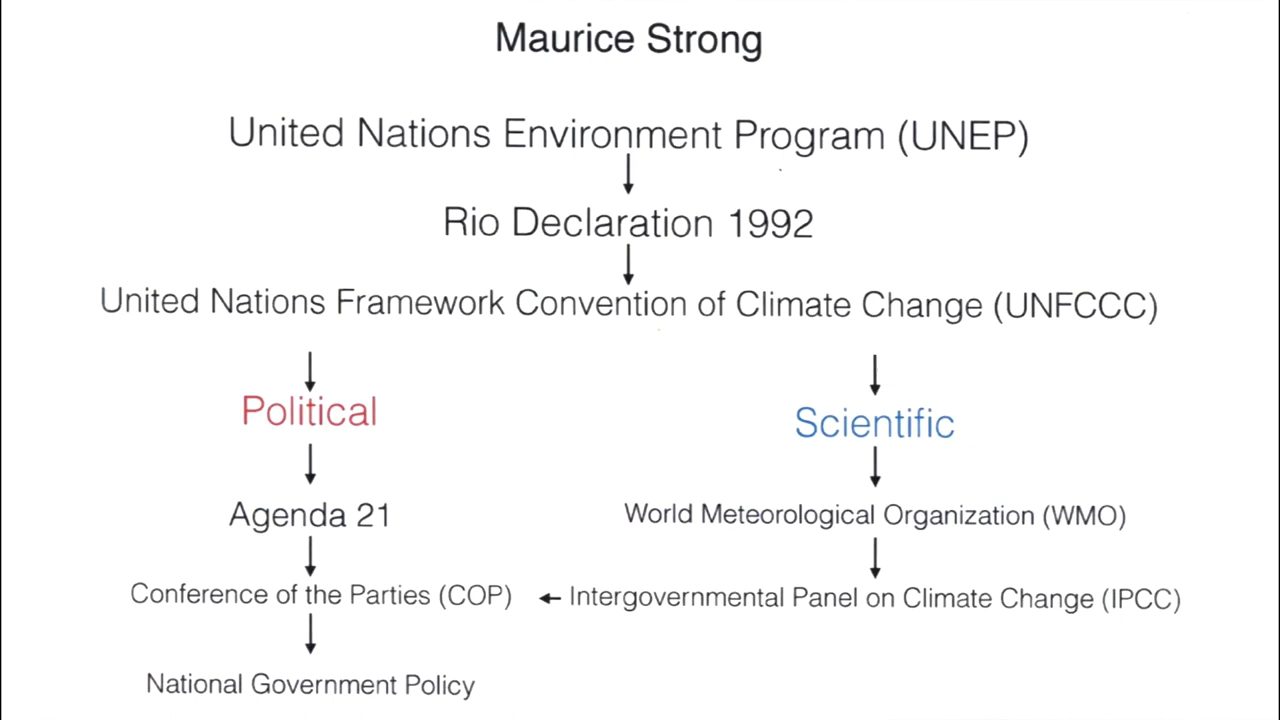 Maurice Strong
United Nations Environment Program (UNEP)
Rio Declaration 1992
United Nations Framework Convention of Climate Change (UNFCCC)
Political
Scientific
Agenda 21
World Meteorological Organization (WMO)
Conference of the Parties (COP)
Intergovernmental Panel on Climate Change (IPCC)
National Government Policy